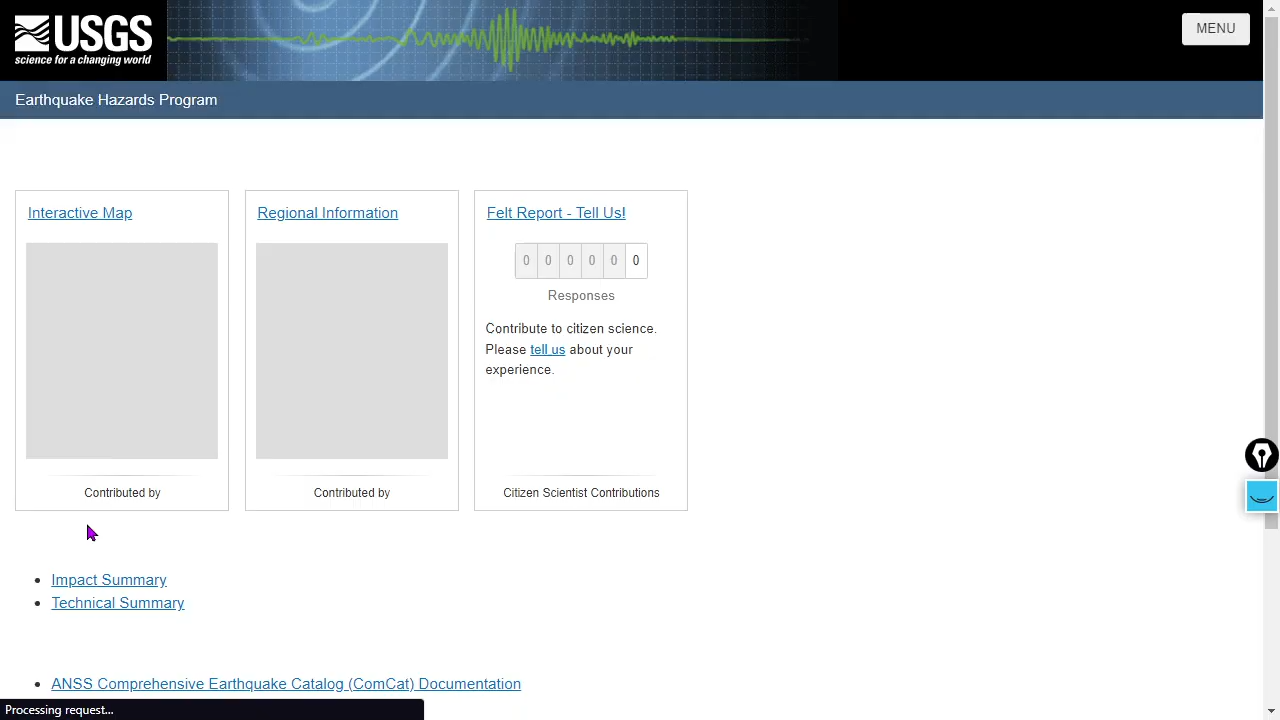 USGS
science for a changing world
MENU
Earthquake Hazards Program
Interactive Map
Contributed by
Regional Information
Contributed by
Felt Report - Tell Us!
0 0 0 0 0 0
Responses
Contribute to citizen science.
Please tell us about your
experience.
Citizen Scientist Contributions
Impact Summary
Technical Summary
ANSS Comprehensive Earthquake Catalog (ComCat) Documentation
Processing request...